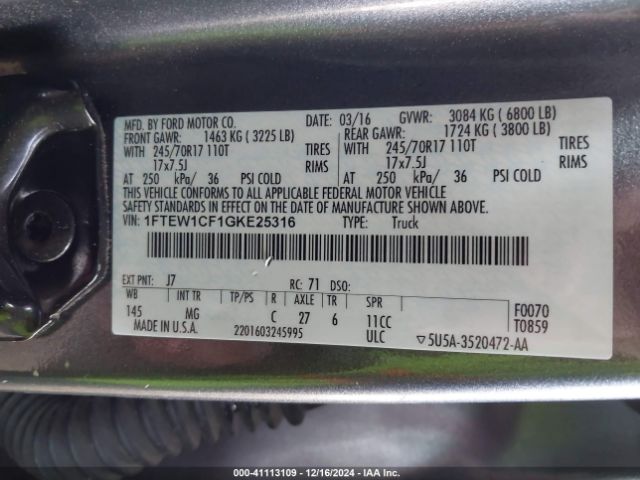 MFD. BY FORD MOTOR CO. DATE: 03/16 GVWR: 3084 KG ( 6800 LB)
FRONT GAWR: 1463 KG ( 3225 LB) REAR GAWR: 1724 KG ( 3800 LB)
WITH 245/70R17 110T TIRES WITH 245/70R17 110T TIRES
17x7.5J RIMS 17x7.5J RIMS
AT 250 kPa/ 36 PSI COLD AT 250 kPa/ 36 PSI COLD
THIS VEHICLE CONFORMS TO ALL APPLICABLE FEDERAL MOTOR VEHICLE
SAFETY STANDARDS IN EFFECT ON THE DATE OF MANUFACTURE SHOWN ABOVE.
VIN: 1FTEW1CF1GKE25316 TYPE: Truck
EXT PNT: J7 RC: 71 DSO:
WB INT TR TP/PS R AXLE TR SPR F0070
145 MG C 27 6 11CC T0859
MADE IN U.S.A. 2201603245995 ULC ▽5U5A-3520472-AA
000-41113109 - 12/16/2024 - IAA Inc.